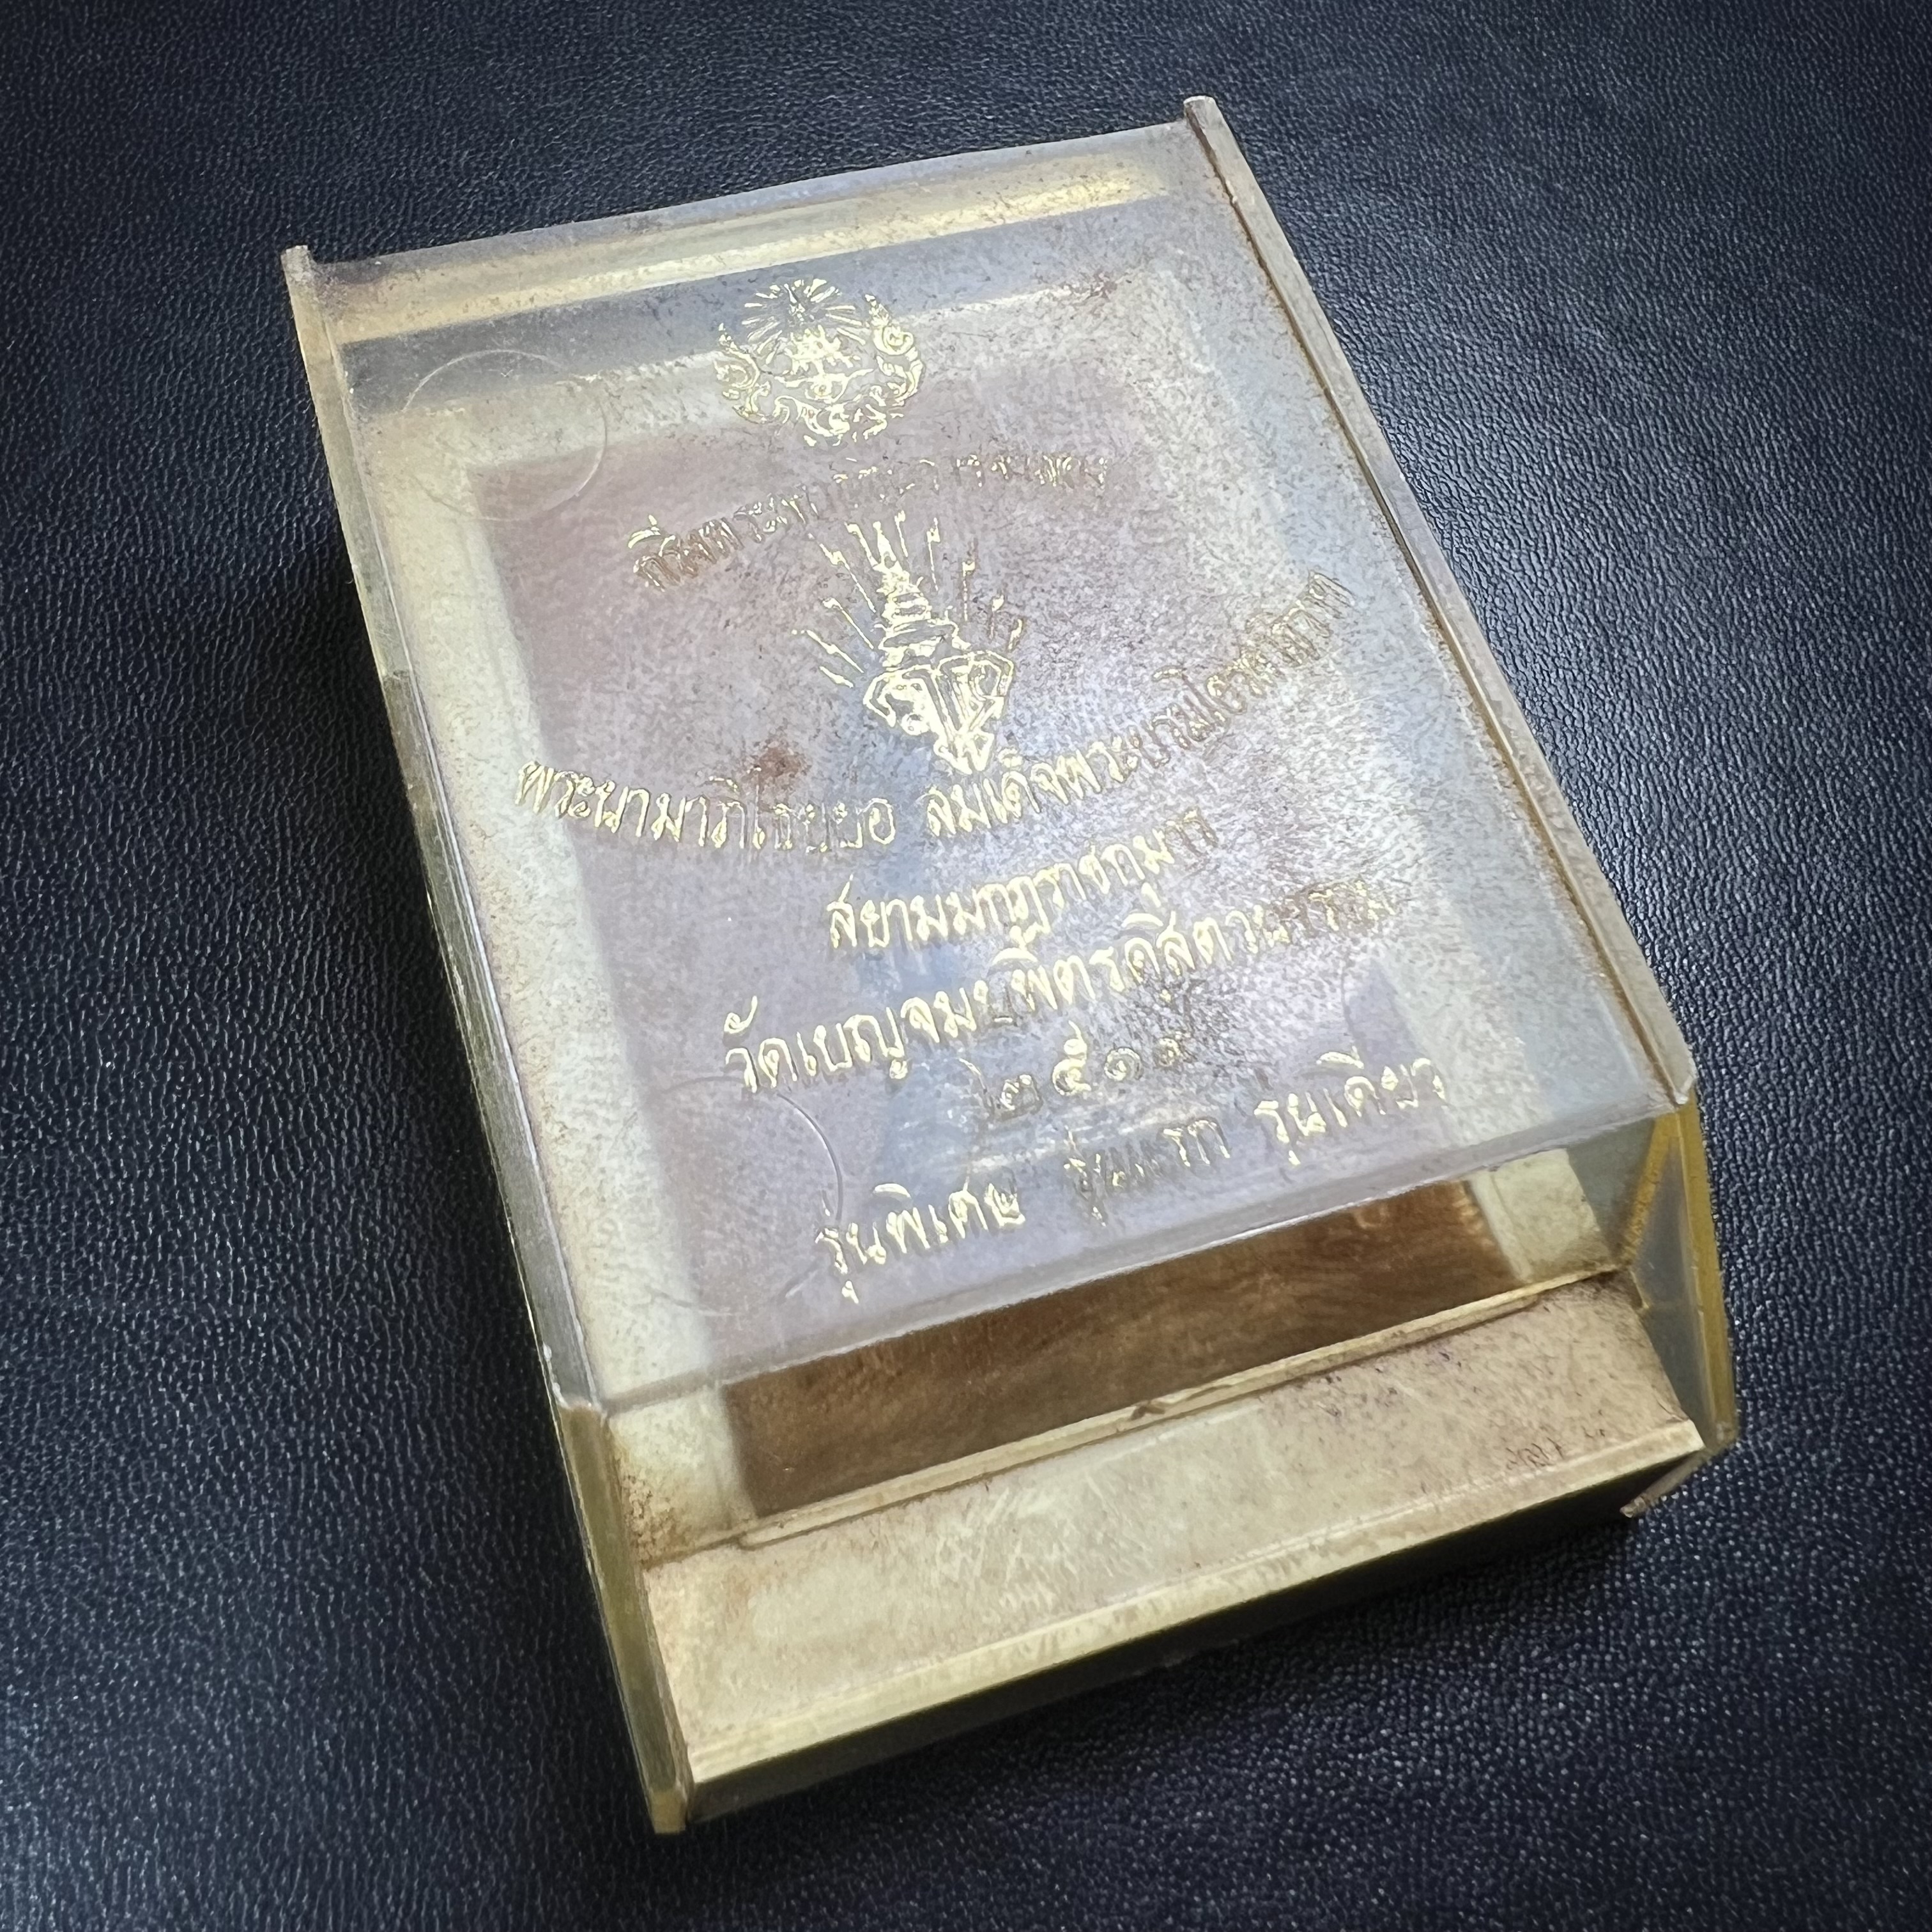 พระนามาภิไธยย่อ สมเด็จพระบรมโอรสาธิราช
สยามมกุฎราชกุมาร
วัดเบญจมบพิตรดุสิตวนาราม
๒๕๑๙
รุ่นพิเศษ รุ่นแรก รุ่นเดียว